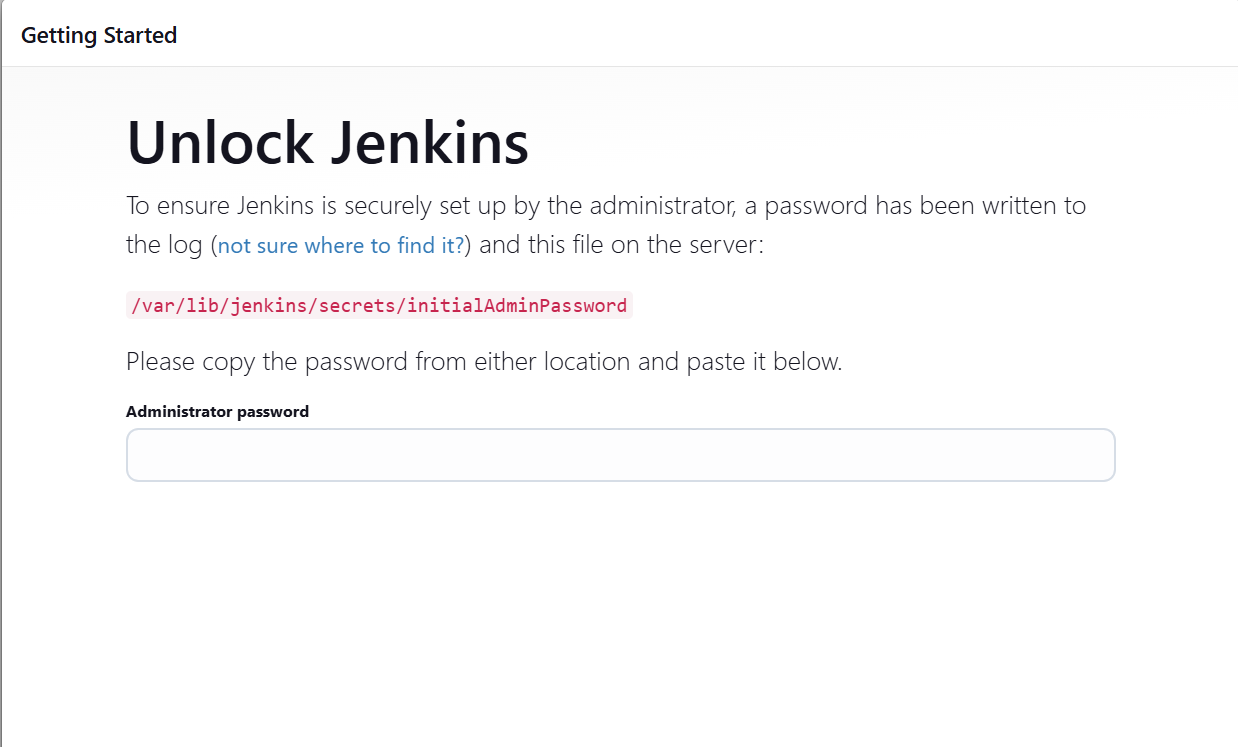 Getting Started
Unlock Jenkins
To ensure Jenkins is securely set up by the administrator, a password has been written to
the log (not sure where to find it?) and this file on the server:
/var/lib/jenkins/secrets/initialAdminPassword
Please copy the password from either location and paste it below.
Administrator password